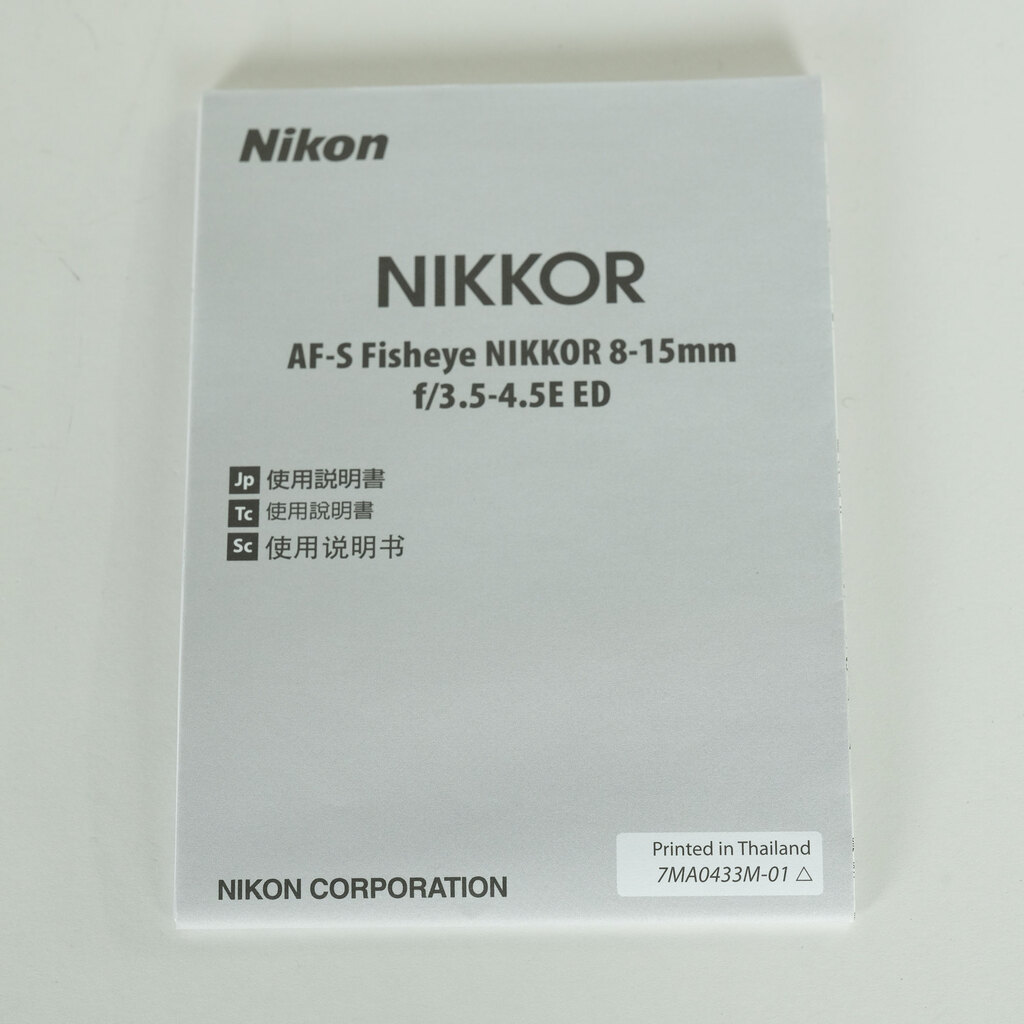 Nikon
NIKKOR
AF-S Fisheye NIKKOR 8-15mm
f/3.5-4.5E ED
Jp 使用説明書
Tc 使用說明書
Sc 使用说明书
Printed in Thailand
7MA0433M-01 △
NIKON CORPORATION